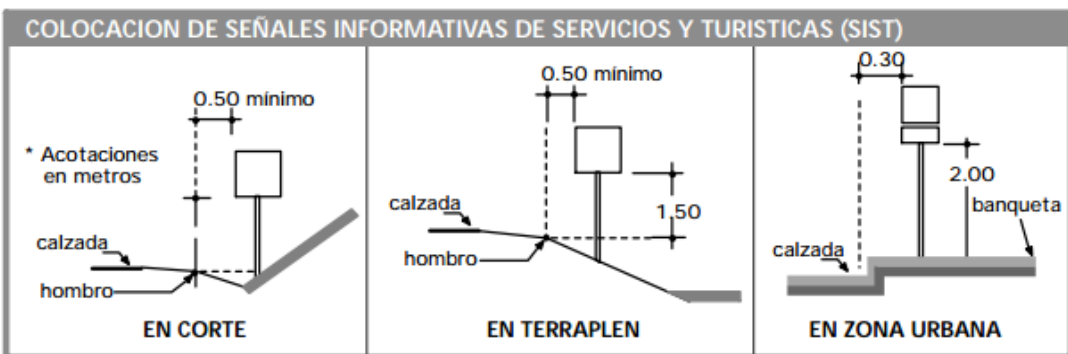 COLOCACION DE SEÑALES INFORMATIVAS DE SERVICIOS Y TURISTICAS (SIST)
0.50 mínimo
* Acotaciones
en metros
calzada
hombro
EN CORTE
0.50 mínimo
calzada
1.50
hombro
EN TERRAPLEN
0.30
2.00
banqueta
calzada
EN ZONA URBANA